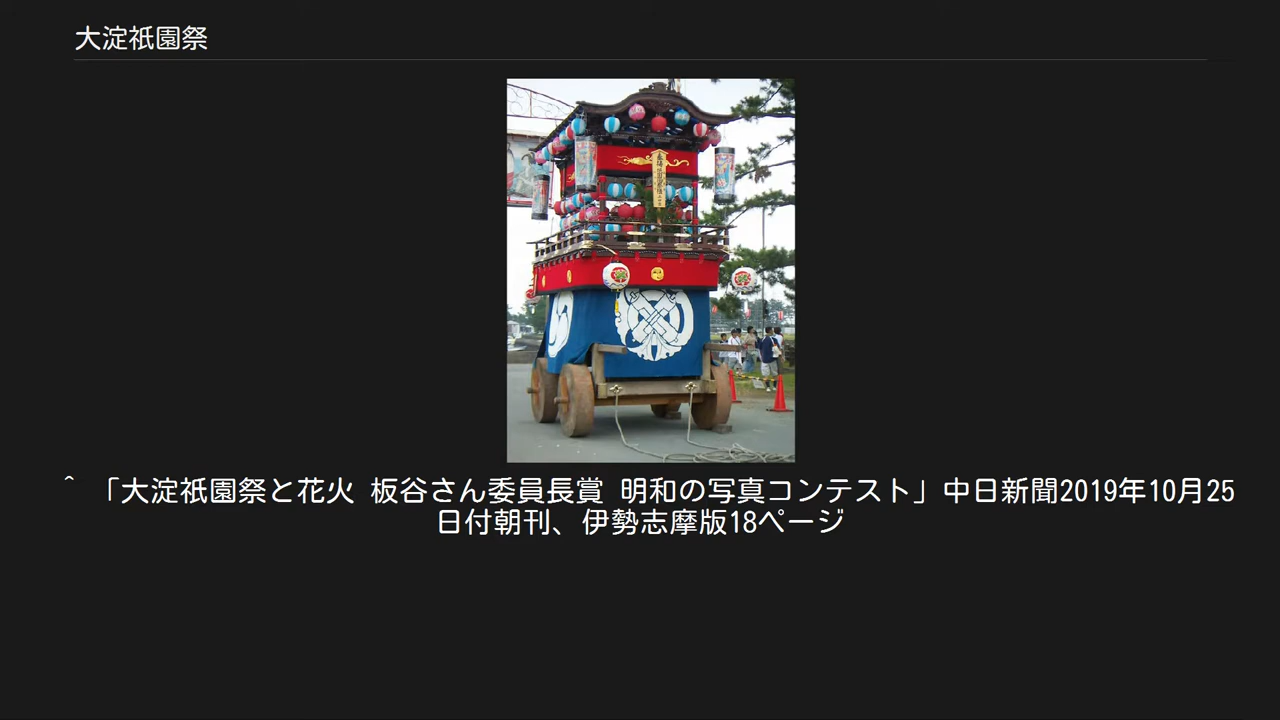 大淀祇園祭
^ 「大淀祇園祭と花火 板谷さん委員長賞 明和の写真コンテスト」中日新聞2019年10月25
日付朝刊、伊勢志摩版18ページ